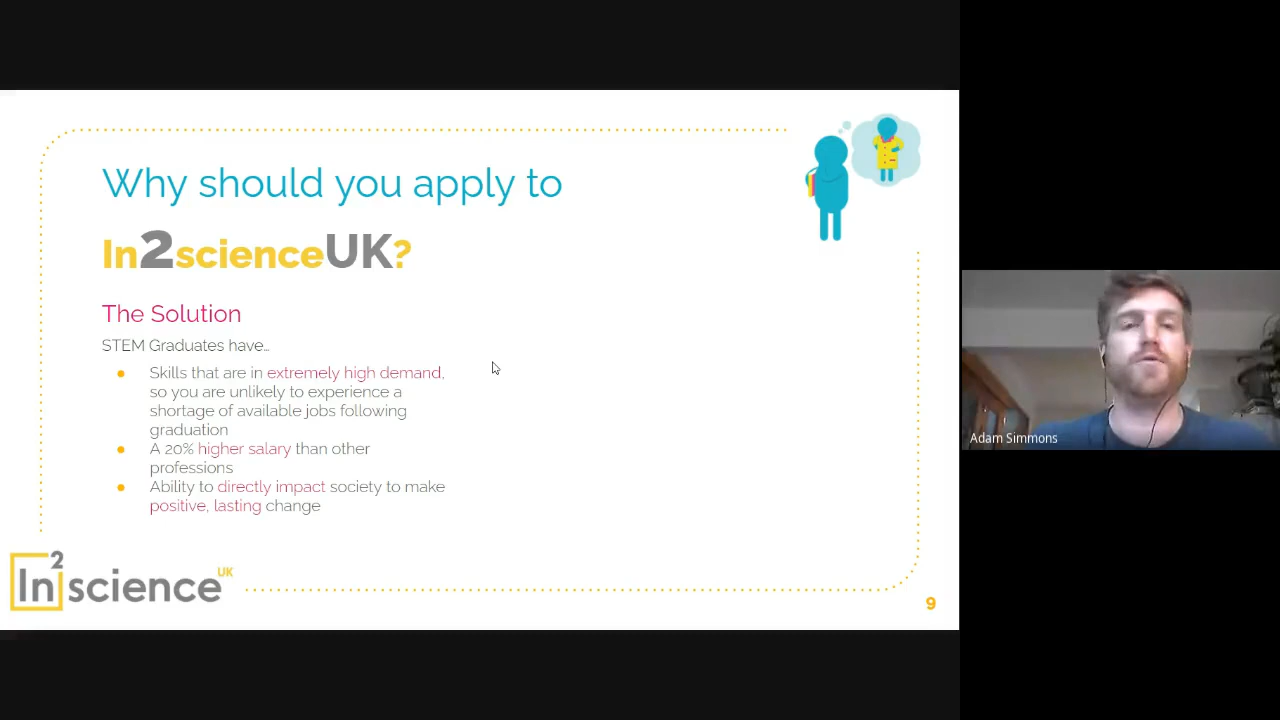 Why should you apply to
In2scienceUK?
The Solution
STEM Graduates have…
● Skills that are in extremely high demand,
so you are unlikely to experience a
shortage of available jobs following
graduation
● A 20% higher salary than other
professions
● Ability to directly impact society to make
positive, lasting change
In2science UK
9
Adam Simmons